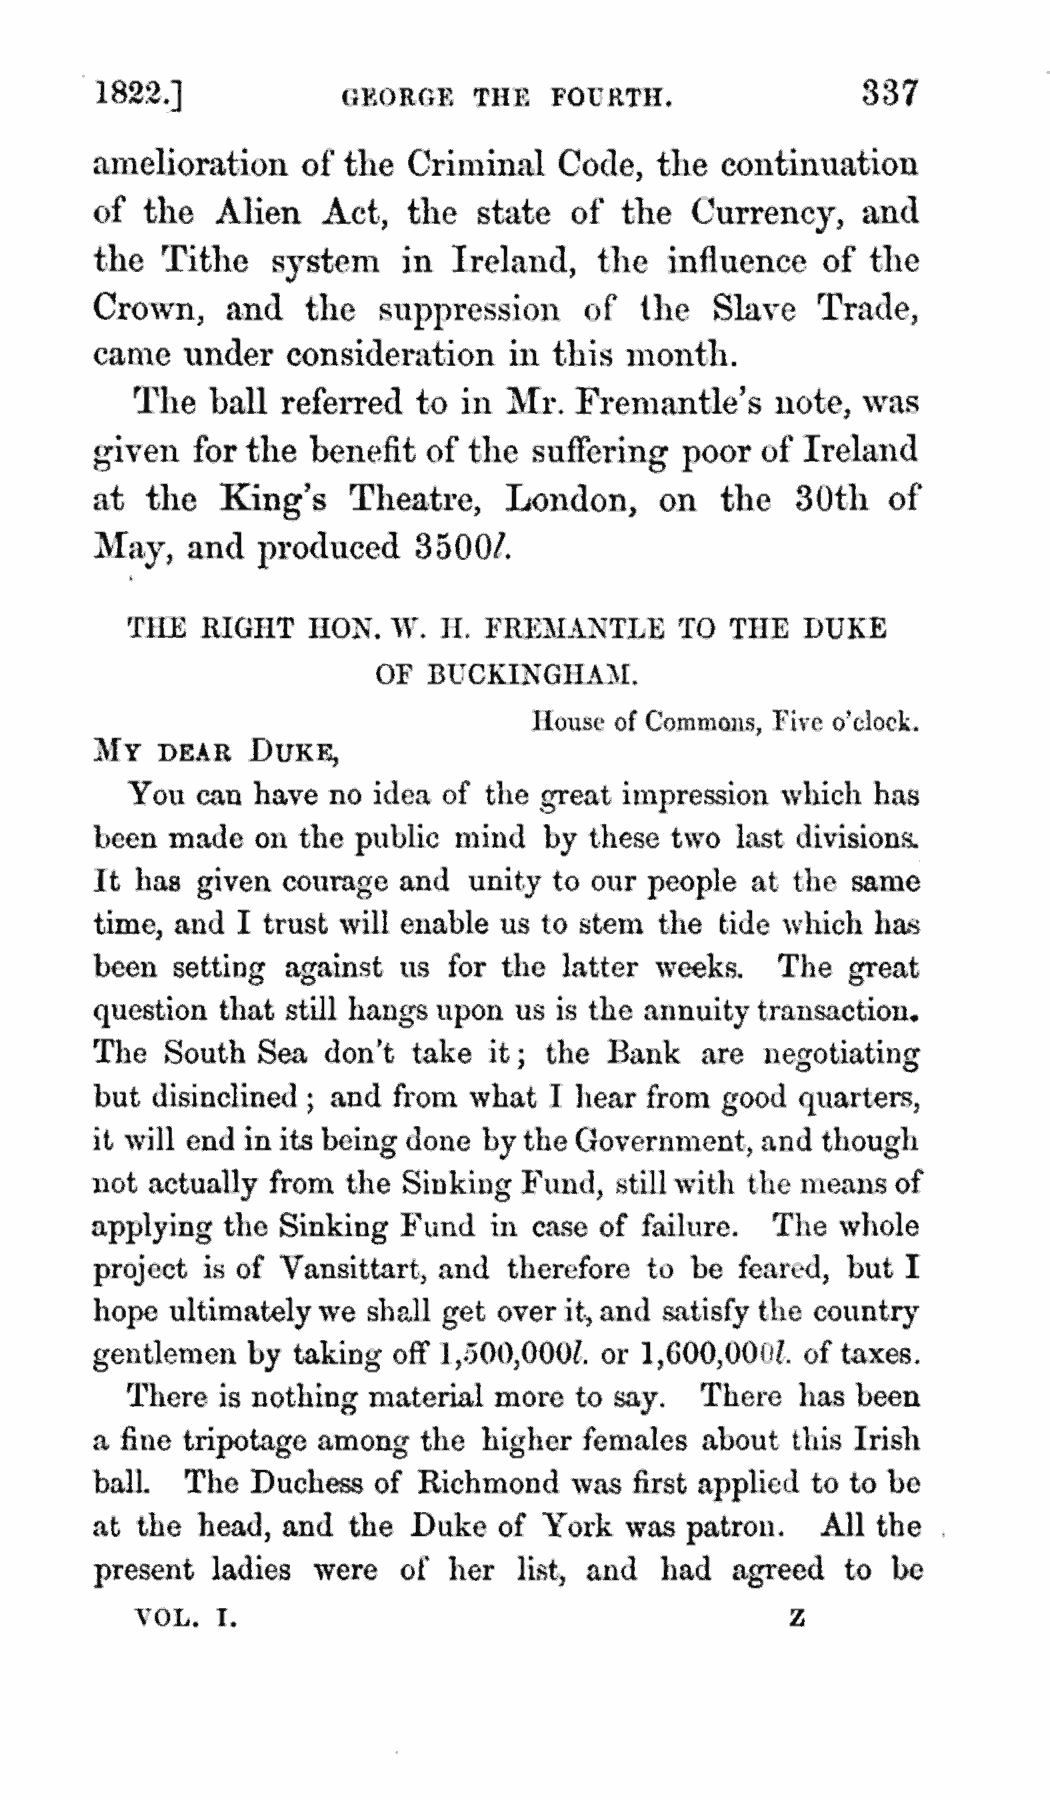 1822.] GEORGE THE FOURTH. 337
amelioration of the Criminal Code, the continuation
of the Alien Act, the state of the Currency, and
the Tithe system in Ireland, the influence of the
Crown, and the suppression of the Slave Trade,
came under consideration in this month.
The ball referred to in Mr. Fremantle's note, was
given for the benefit of the suffering poor of Ireland
at the King's Theatre, London, on the 30th of
May, and produced 3500l.
THE RIGHT HON. W. H. FREMANTLE TO THE DUKE
OF BUCKINGHAM.
House of Commons, Five o'clock.
MY DEAR DUKE,
You can have no idea of the great impression which has
been made on the public mind by these two last divisions.
It has given courage and unity to our people at the same
time, and I trust will enable us to stem the tide which has
been setting against us for the latter weeks. The great
question that still hangs upon us is the annuity transaction.
The South Sea don't take it; the Bank are negotiating
but disinclined; and from what I hear from good quarters,
it will end in its being done by the Government, and though
not actually from the Sinking Fund, still with the means of
applying the Sinking Fund in case of failure. The whole
project is of Vansittart, and therefore to be feared, but I
hope ultimately we shall get over it, and satisfy the country
gentlemen by taking off 1,500,000l. or 1,600,000l. of taxes.
There is nothing material more to say. There has been
a fine tripotage among the higher females about this Irish
ball. The Duchess of Richmond was first applied to to be
at the head, and the Duke of York was patron. All the
present ladies were of her list, and had agreed to be
VOL. I. Z